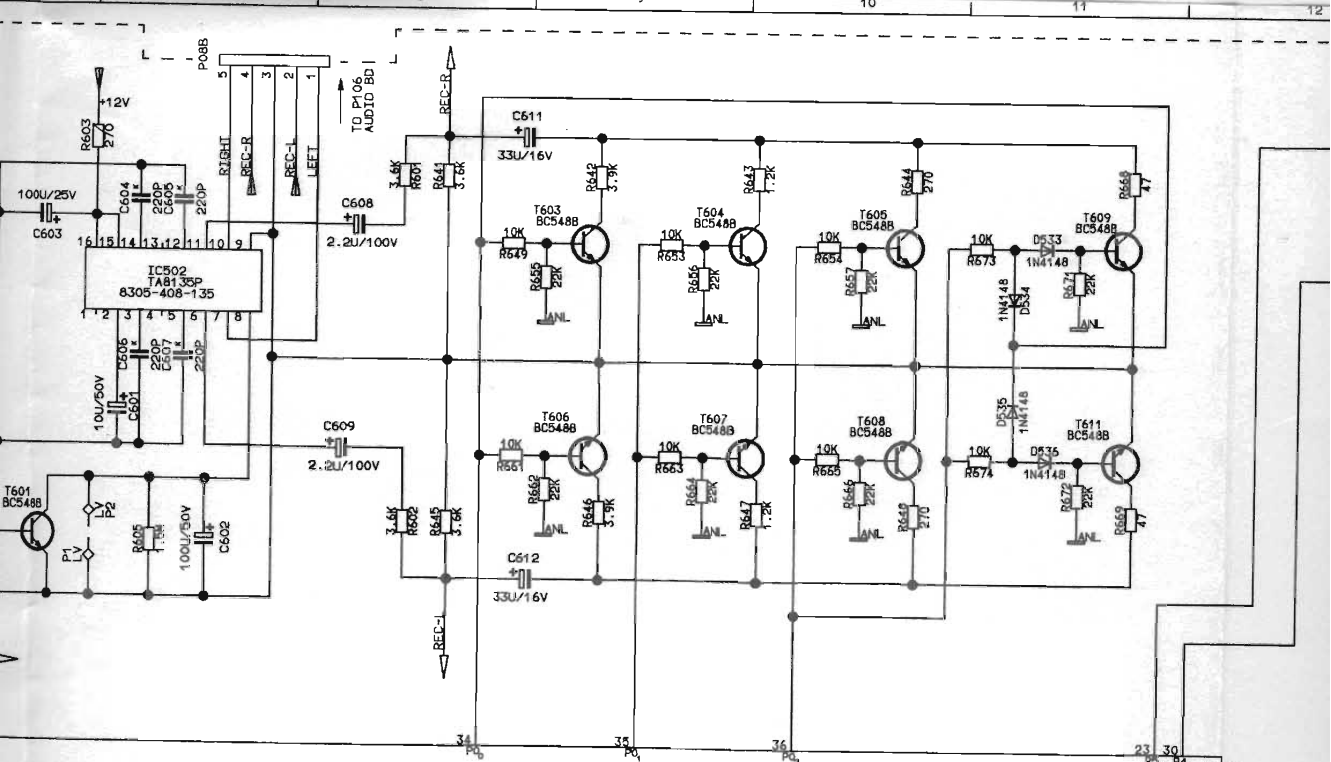 10
11
12
P08B
5
4
3
2
1
TO P106
AUDIO BD
RIGHT
REC-R
REC-L
LEFT
REC-R
+12V
R603
270
100U/25V
C603
C604
220P
C605
220P
C608
2.2U/100V
3.6K
R641
3.6K
C611
33U/16V
R642
3.9K
R643
1.2K
R644
270
R668
47
T603
BC548B
T604
BC548B
T605
BC548B
T609
BC548B
10K
R649
R655
22K
ANL
10K
R653
R656
22K
ANL
10K
R654
R657
22K
ANL
10K
R673
D533
1N4148
1N4148
D534
R671
22K
ANL
16 15 14 13 12 11 10 9
IC502
TA8135P
8305-408-135
1 2 3 4 5 6 7 8
C606
220P
C607
220P
10U/50V
C601
C609
2.2U/100V
3.6K
R602
R645
3.6K
T606
BC548B
T607
BC548B
T608
BC548B
T611
BC548B
D535
1N4148
10K
R661
R662
22K
ANL
R646
3.9K
10K
R663
R664
22K
ANL
R647
1.2K
10K
R665
R666
22K
ANL
R648
270
10K
R674
D536
1N4148
R672
22K
ANL
R669
47
T601
BC548B
P2
P1
R605
100U/50V
C602
C612
33U/16V
34
35
36
23
30